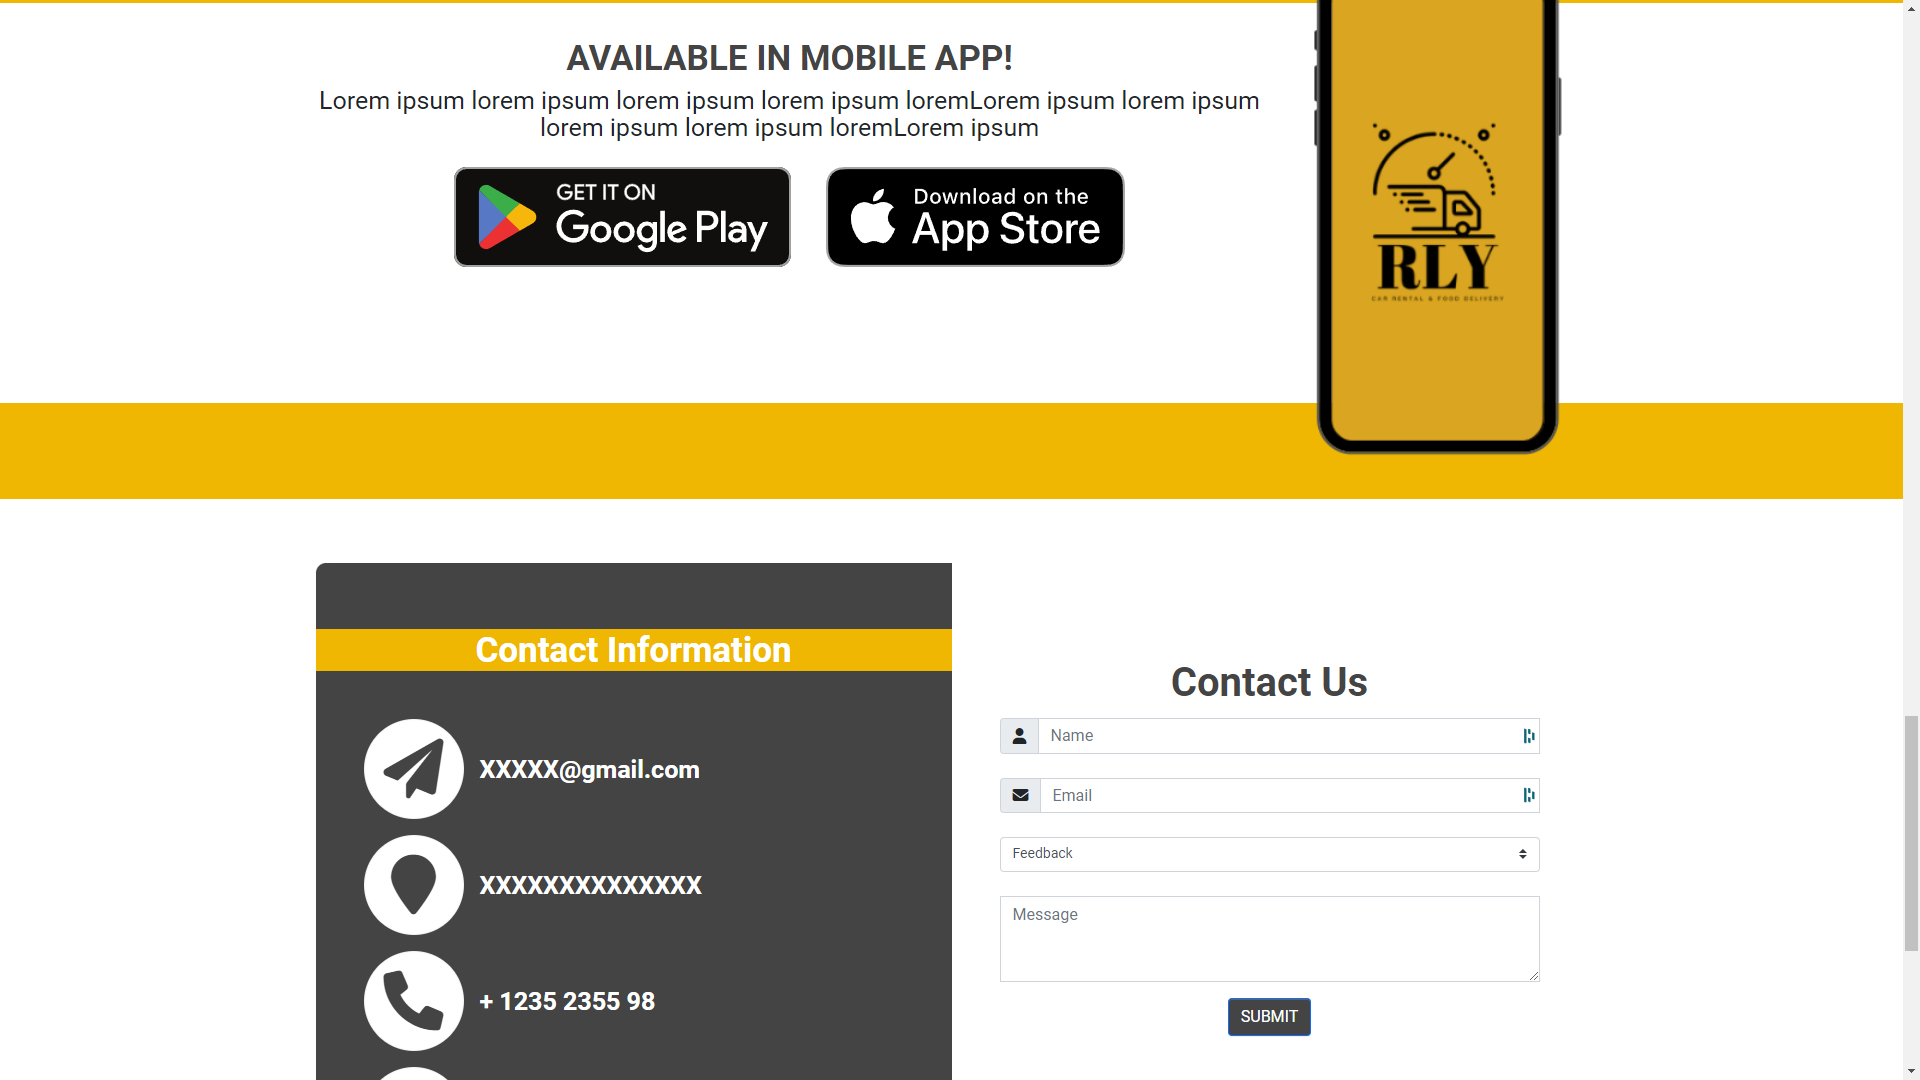 AVAILABLE IN MOBILE APP!
Lorem ipsum lorem ipsum lorem ipsum lorem ipsum loremLorem ipsum lorem ipsum
lorem ipsum lorem ipsum loremLorem ipsum
GET IT ON
Google Play
Download on the
App Store
RLY
CAR RENTAL & FOOD DELIVERY
Contact Information
XXXXX@gmail.com
XXXXXXXXXXXXXX
+ 1235 2355 98
Contact Us
Name
Email
Feedback
Message
SUBMIT